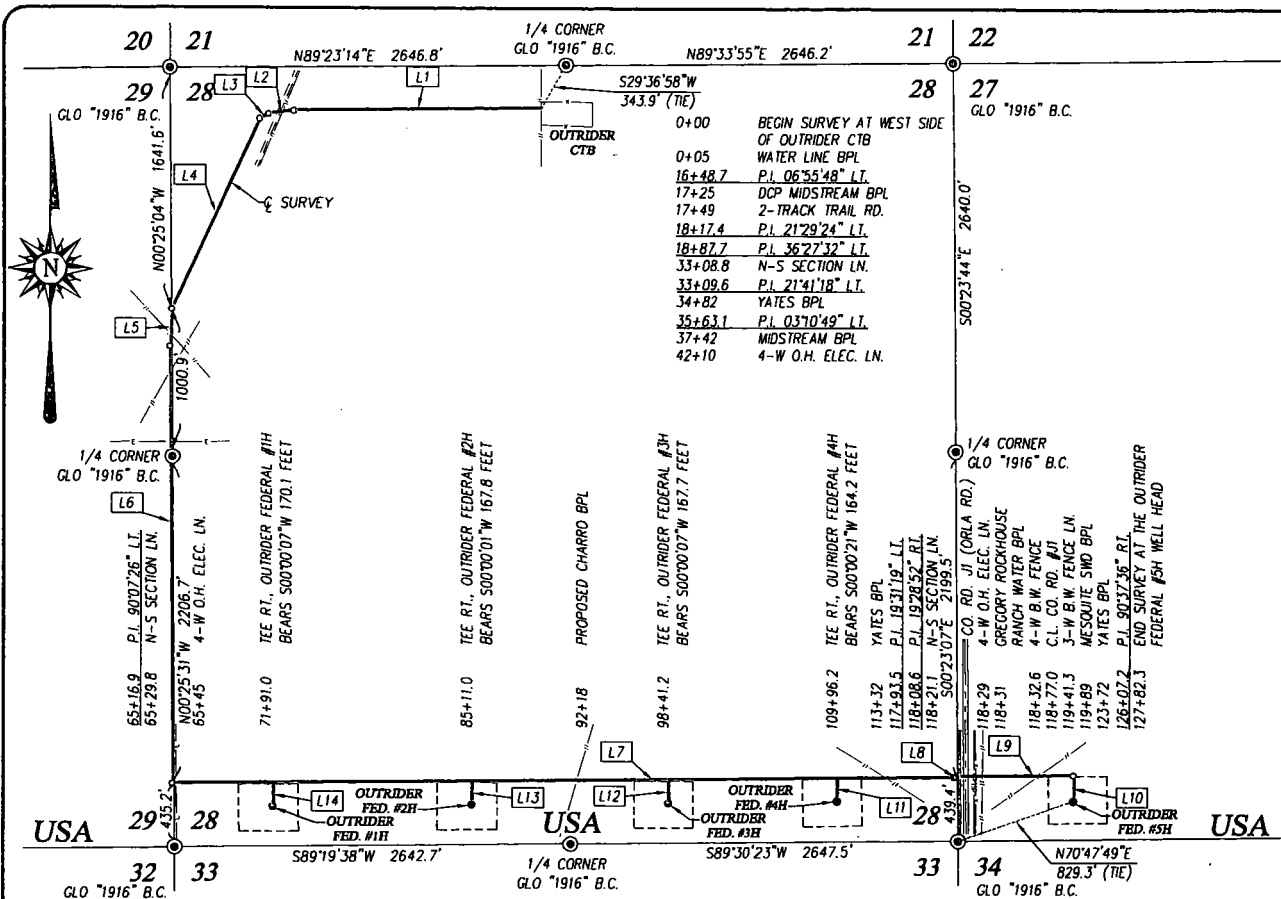 20 21
1/4 CORNER
GLO "1916" B.C.
21 22
N89°23'14"E 2646.8'
N89°33'55"E 2646.2'
29 28
L3
L2
L1
S29°36'58"W
343.9' (TIE)
28 27
GLO "1916" B.C.
GLO "1916" B.C.
OUTRIDER
CTB
0+00 BEGIN SURVEY AT WEST SIDE
OF OUTRIDER CTB
0+05 WATER LINE BPL
16+48.7 P.I. 06°55'48" LT.
17+25 DCP MIDSTREAM BPL
17+49 2-TRACK TRAIL RD.
18+17.4 P.I. 21°29'24" LT.
18+87.7 P.I. 36°27'32" LT.
33+08.8 N-S SECTION LN.
33+09.6 P.I. 21°41'18" LT.
34+82 YATES BPL
35+63.1 P.I. 03°10'49" LT.
37+42 MIDSTREAM BPL
42+10 4-W O.H. ELEC. LN.
N00°25'04"W 1641.6'
L4
℄ SURVEY
N
S00°23'44"E 2640.0'
L5
1000.9'
1/4 CORNER
GLO "1916" B.C.
1/4 CORNER
GLO "1916" B.C.
L6
65+16.9 P.I. 90°07'26" LT.
65+29.8 N-S SECTION LN.
N00°25'31"W 2206.7'
65+45 4-W O.H. ELEC. LN.
71+91.0 TEE RT., OUTRIDER FEDERAL #1H
BEARS S00°00'07"W 170.1 FEET
85+11.0 TEE RT., OUTRIDER FEDERAL #2H
BEARS S00°00'01"W 167.8 FEET
92+18 PROPOSED CHARRO BPL
98+41.2 TEE RT., OUTRIDER FEDERAL #3H
BEARS S00°00'07"W 167.7 FEET
109+96.2 TEE RT., OUTRIDER FEDERAL #4H
BEARS S00°00'21"W 164.2 FEET
113+32 YATES BPL
117+93.5 P.I. 19°31'19" LT.
118+08.6 P.I. 19°28'52" RT.
118+21.1 N-S SECTION LN.
S00°23'07"E 2199.5'
CO. RD. J1 (ORLA RD.)
118+29 4-W O.H. ELEC. LN.
118+31 GREGORY ROCKHOUSE
RANCH WATER BPL
118+32.6 4-W B.W. FENCE
118+77.0 C.L. CO. RD. #J1
119+41.3 3-W B.W. FENCE LN.
119+89 MESQUITE SWD BPL
123+72 YATES BPL
126+07.2 P.I. 90°37'36" RT.
127+82.3 END SURVEY AT THE OUTRIDER
FEDERAL #5H WELL HEAD
L7
L8
L9
435.2'
L14
OUTRIDER
FED. #2H
L13
L12
OUTRIDER
FED. #4H
L11
439.4'
L10
OUTRIDER
FED. #1H
OUTRIDER
FED. #3H
OUTRIDER
FED. #5H
USA
29 28
USA
28
USA
S89°19'38"W 2642.7'
S89°30'23"W 2647.5'
N70°47'49"E
829.3' (TIE)
32 33
GLO "1916" B.C.
1/4 CORNER
GLO "1916" B.C.
33 34
GLO "1916" B.C.